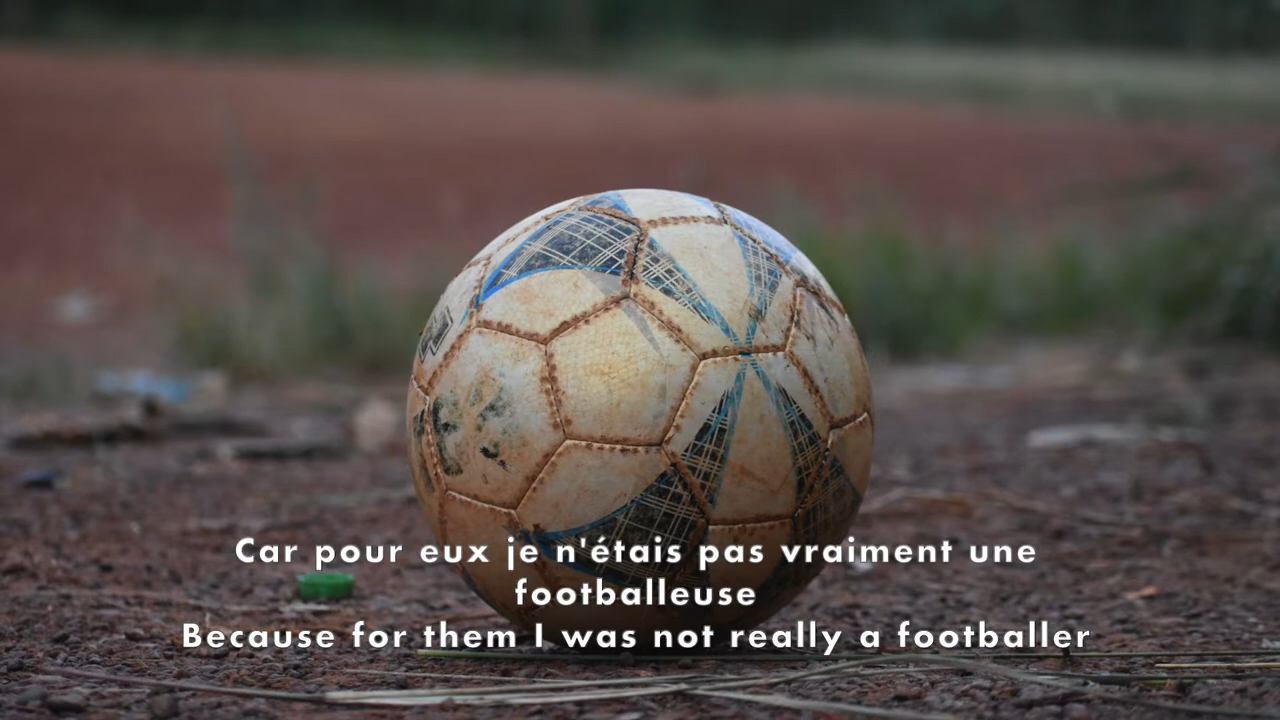 Car pour eux je n'étais pas vraiment une
footballeuse
Because for them I was not really a footballer